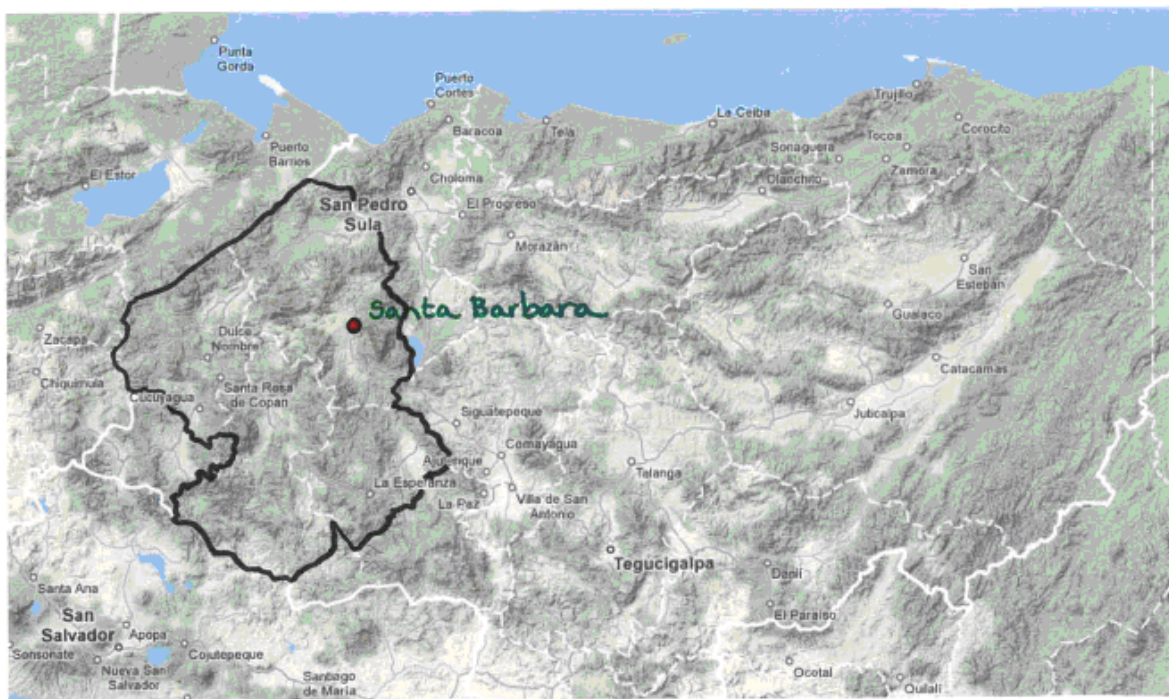 Punta
Gorda
Puerto
Cortes
Baracoa
Tela
La Ceiba
Trujillo
Corocito
Tocoa
Sonaguera
Zamora
Puerto
Barrios
El Estor
Choloma
Olanchito
San Pedro
Sula
El Progreso
Morazán
San
Esteban
Santa Barbara
Gualaco
Zacapa
Dulce
Nombre
Catacamas
Chiquimula
Santa Rosa
de Copan
Cucuyagua
Juticalpa
Siguatepeque
Comayagua
Ajuterique
Talanga
La Esperanza
La Paz
Villa de San
Antonio
Tegucigalpa
Danlí
Santa Ana
El Paraiso
San
Salvador
Apopa
Sonsonate
Cojutepeque
Nueva San
Salvador
Santiago
de María
Ocotal
Quilalí